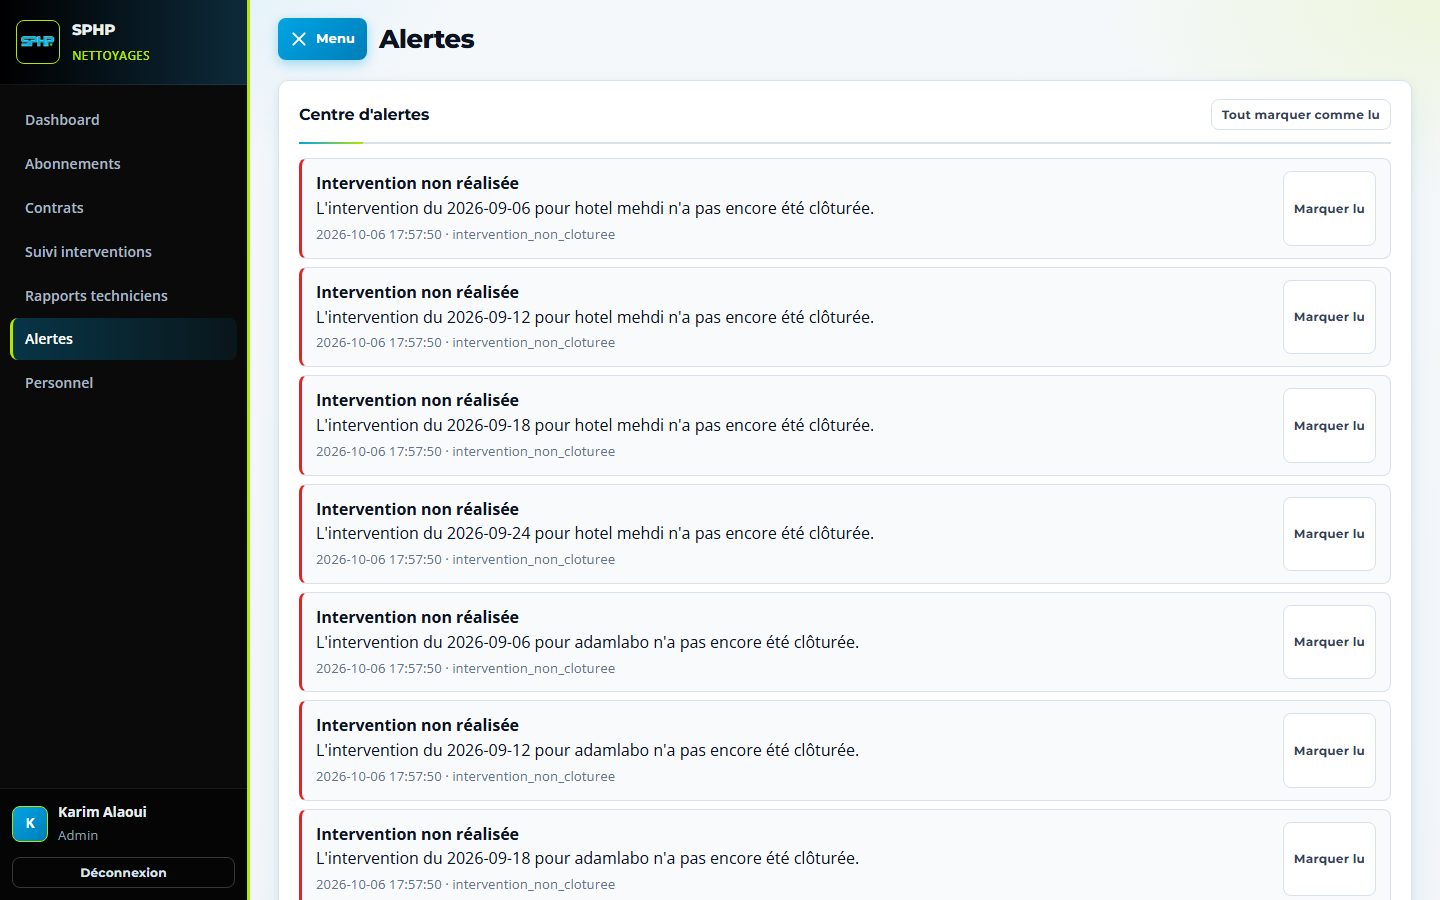 SPHP
SPHP
NETTOYAGES
Dashboard
Abonnements
Contrats
Suivi interventions
Rapports techniciens
Alertes
Personnel
K
Karim Alaoui
Admin
Déconnexion
Menu
Alertes
Centre d'alertes
Tout marquer comme lu
Intervention non réalisée
L'intervention du 2026-09-06 pour hotel mehdi n'a pas encore été clôturée.
2026-10-06 17:57:50 · intervention_non_cloturee
Marquer lu
Intervention non réalisée
L'intervention du 2026-09-12 pour hotel mehdi n'a pas encore été clôturée.
2026-10-06 17:57:50 · intervention_non_cloturee
Marquer lu
Intervention non réalisée
L'intervention du 2026-09-18 pour hotel mehdi n'a pas encore été clôturée.
2026-10-06 17:57:50 · intervention_non_cloturee
Marquer lu
Intervention non réalisée
L'intervention du 2026-09-24 pour hotel mehdi n'a pas encore été clôturée.
2026-10-06 17:57:50 · intervention_non_cloturee
Marquer lu
Intervention non réalisée
L'intervention du 2026-09-06 pour adamlabo n'a pas encore été clôturée.
2026-10-06 17:57:50 · intervention_non_cloturee
Marquer lu
Intervention non réalisée
L'intervention du 2026-09-12 pour adamlabo n'a pas encore été clôturée.
2026-10-06 17:57:50 · intervention_non_cloturee
Marquer lu
Intervention non réalisée
L'intervention du 2026-09-18 pour adamlabo n'a pas encore été clôturée.
2026-10-06 17:57:50 · intervention_non_cloturee
Marquer lu